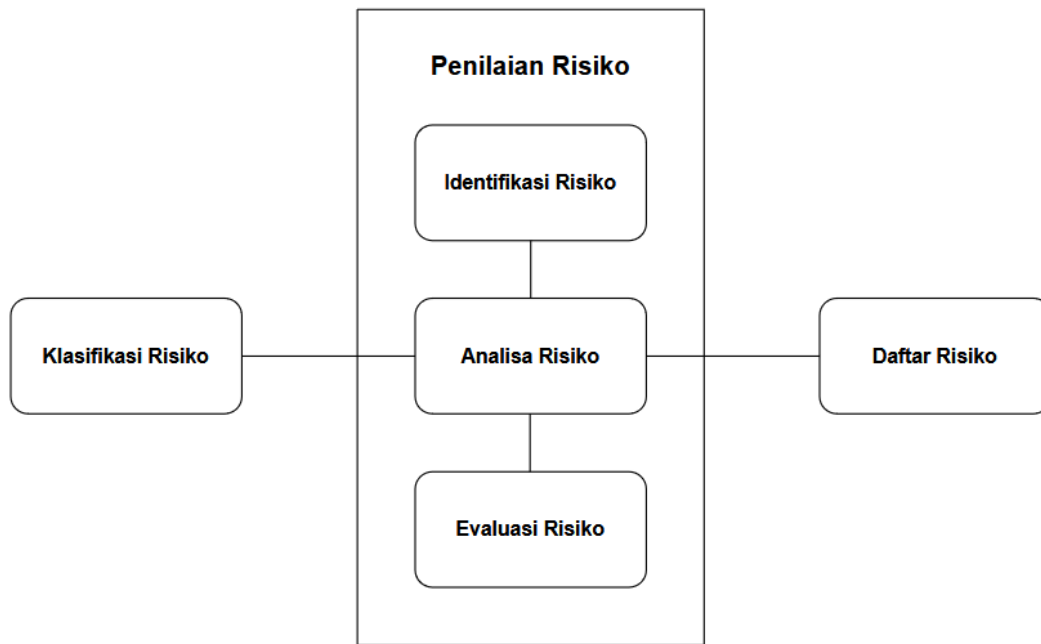 Penilaian Risiko
Identifikasi Risiko
Klasifikasi Risiko
Analisa Risiko
Daftar Risiko
Evaluasi Risiko